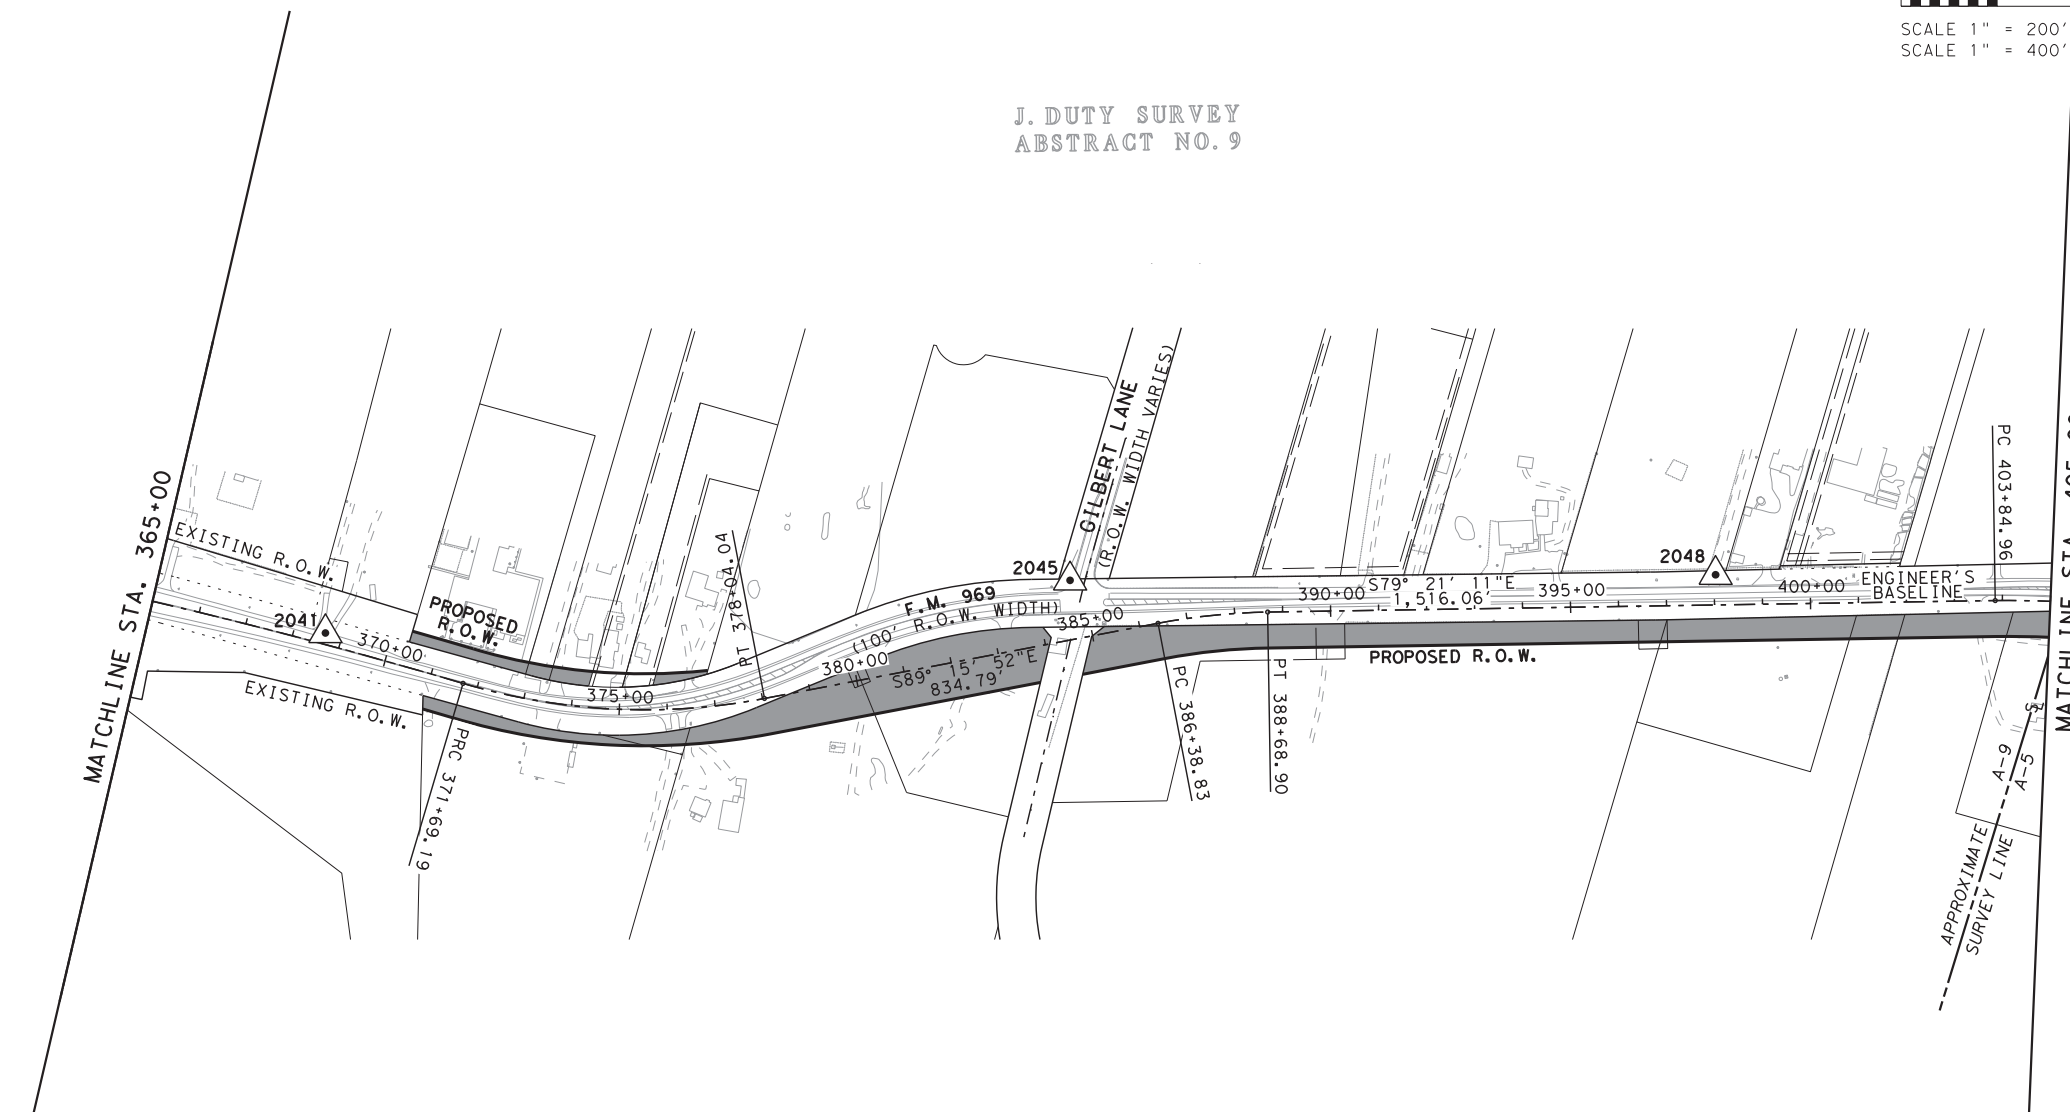 SCALE 1" = 200'
SCALE 1" = 400'
J. DUTY SURVEY
ABSTRACT NO. 9
MATCHLINE STA. 365+00
EXISTING R.O.W.
2041
370+00
EXISTING R.O.W.
PROPOSED
R.O.W.
PRC 371+69.19
375+00
PT 378+04.04
380+00
F.M. 969
(100' R.O.W. WIDTH)
S89° 15' 52"E
834.79'
2045
GILBERT LANE
(R.O.W. WIDTH VARIES)
385+00
PC 386+38.83
PT 388+68.90
390+00
S79° 21' 11"E
1,516.06'
395+00
PROPOSED R.O.W.
2048
400+00
ENGINEER'S
BASELINE
PC 403+84.96
A-9
A-5
APPROXIMATE
SURVEY LINE
MATCHLINE STA.